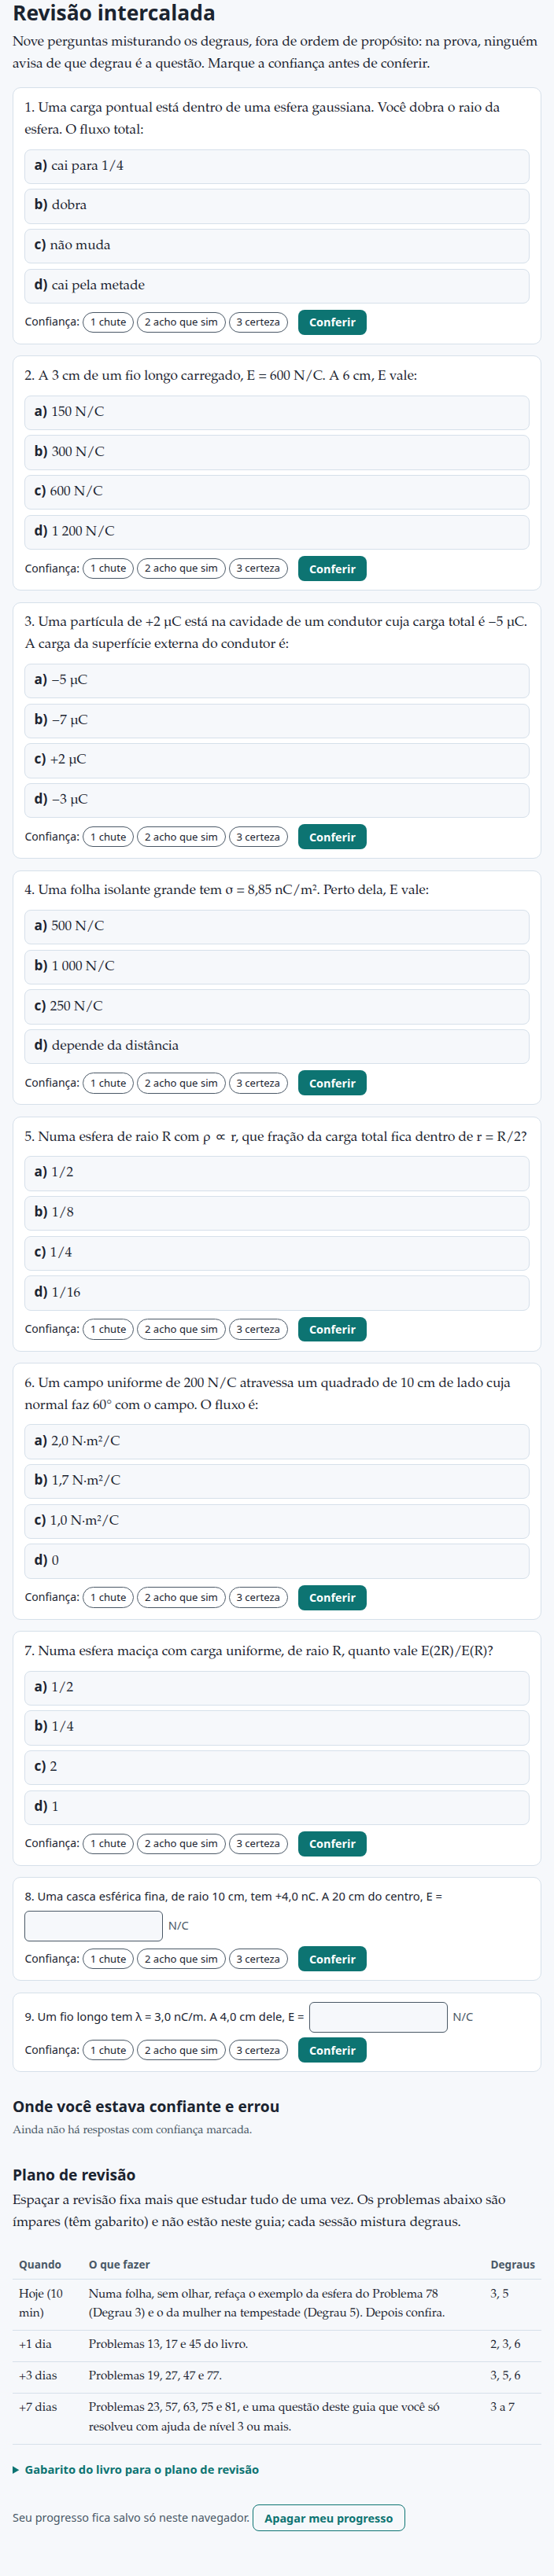 Revisão intercalada
Nove perguntas misturando os degraus, fora de ordem de propósito: na prova, ninguém
avisa de que degrau é a questão. Marque a confiança antes de conferir.
1. Uma carga pontual está dentro de uma esfera gaussiana. Você dobra o raio da
esfera. O fluxo total:
a) cai para 1/4
b) dobra
c) não muda
d) cai pela metade
Confiança: 1 chute 2 acho que sim 3 certeza Conferir
2. A 3 cm de um fio longo carregado, E = 600 N/C. A 6 cm, E vale:
a) 150 N/C
b) 300 N/C
c) 600 N/C
d) 1 200 N/C
Confiança: 1 chute 2 acho que sim 3 certeza Conferir
3. Uma partícula de +2 µC está na cavidade de um condutor cuja carga total é −5 µC.
A carga da superfície externa do condutor é:
a) −5 µC
b) −7 µC
c) +2 µC
d) −3 µC
Confiança: 1 chute 2 acho que sim 3 certeza Conferir
4. Uma folha isolante grande tem σ = 8,85 nC/m². Perto dela, E vale:
a) 500 N/C
b) 1 000 N/C
c) 250 N/C
d) depende da distância
Confiança: 1 chute 2 acho que sim 3 certeza Conferir
5. Numa esfera de raio R com ρ ∝ r, que fração da carga total fica dentro de r = R/2?
a) 1/2
b) 1/8
c) 1/4
d) 1/16
Confiança: 1 chute 2 acho que sim 3 certeza Conferir
6. Um campo uniforme de 200 N/C atravessa um quadrado de 10 cm de lado cuja
normal faz 60° com o campo. O fluxo é:
a) 2,0 N·m²/C
b) 1,7 N·m²/C
c) 1,0 N·m²/C
d) 0
Confiança: 1 chute 2 acho que sim 3 certeza Conferir
7. Numa esfera maciça com carga uniforme, de raio R, quanto vale E(2R)/E(R)?
a) 1/2
b) 1/4
c) 2
d) 1
Confiança: 1 chute 2 acho que sim 3 certeza Conferir
8. Uma casca esférica fina, de raio 10 cm, tem +4,0 nC. A 20 cm do centro, E =
N/C
Confiança: 1 chute 2 acho que sim 3 certeza Conferir
9. Um fio longo tem λ = 3,0 nC/m. A 4,0 cm dele, E = N/C
Confiança: 1 chute 2 acho que sim 3 certeza Conferir
Onde você estava confiante e errou
Ainda não há respostas com confiança marcada.
Plano de revisão
Espaçar a revisão fixa mais que estudar tudo de uma vez. Os problemas abaixo são
ímpares (têm gabarito) e não estão neste guia; cada sessão mistura degraus.
Quando O que fazer Degraus
Hoje (10 Numa folha, sem olhar, refaça o exemplo da esfera do Problema 78 3, 5
min) (Degrau 3) e o da mulher na tempestade (Degrau 5). Depois confira.
+1 dia Problemas 13, 17 e 45 do livro. 2, 3, 6
+3 dias Problemas 19, 27, 47 e 77. 3, 5, 6
+7 dias Problemas 23, 57, 63, 75 e 81, e uma questão deste guia que você só 3 a 7
resolveu com ajuda de nível 3 ou mais.
▶ Gabarito do livro para o plano de revisão
Seu progresso fica salvo só neste navegador. Apagar meu progresso